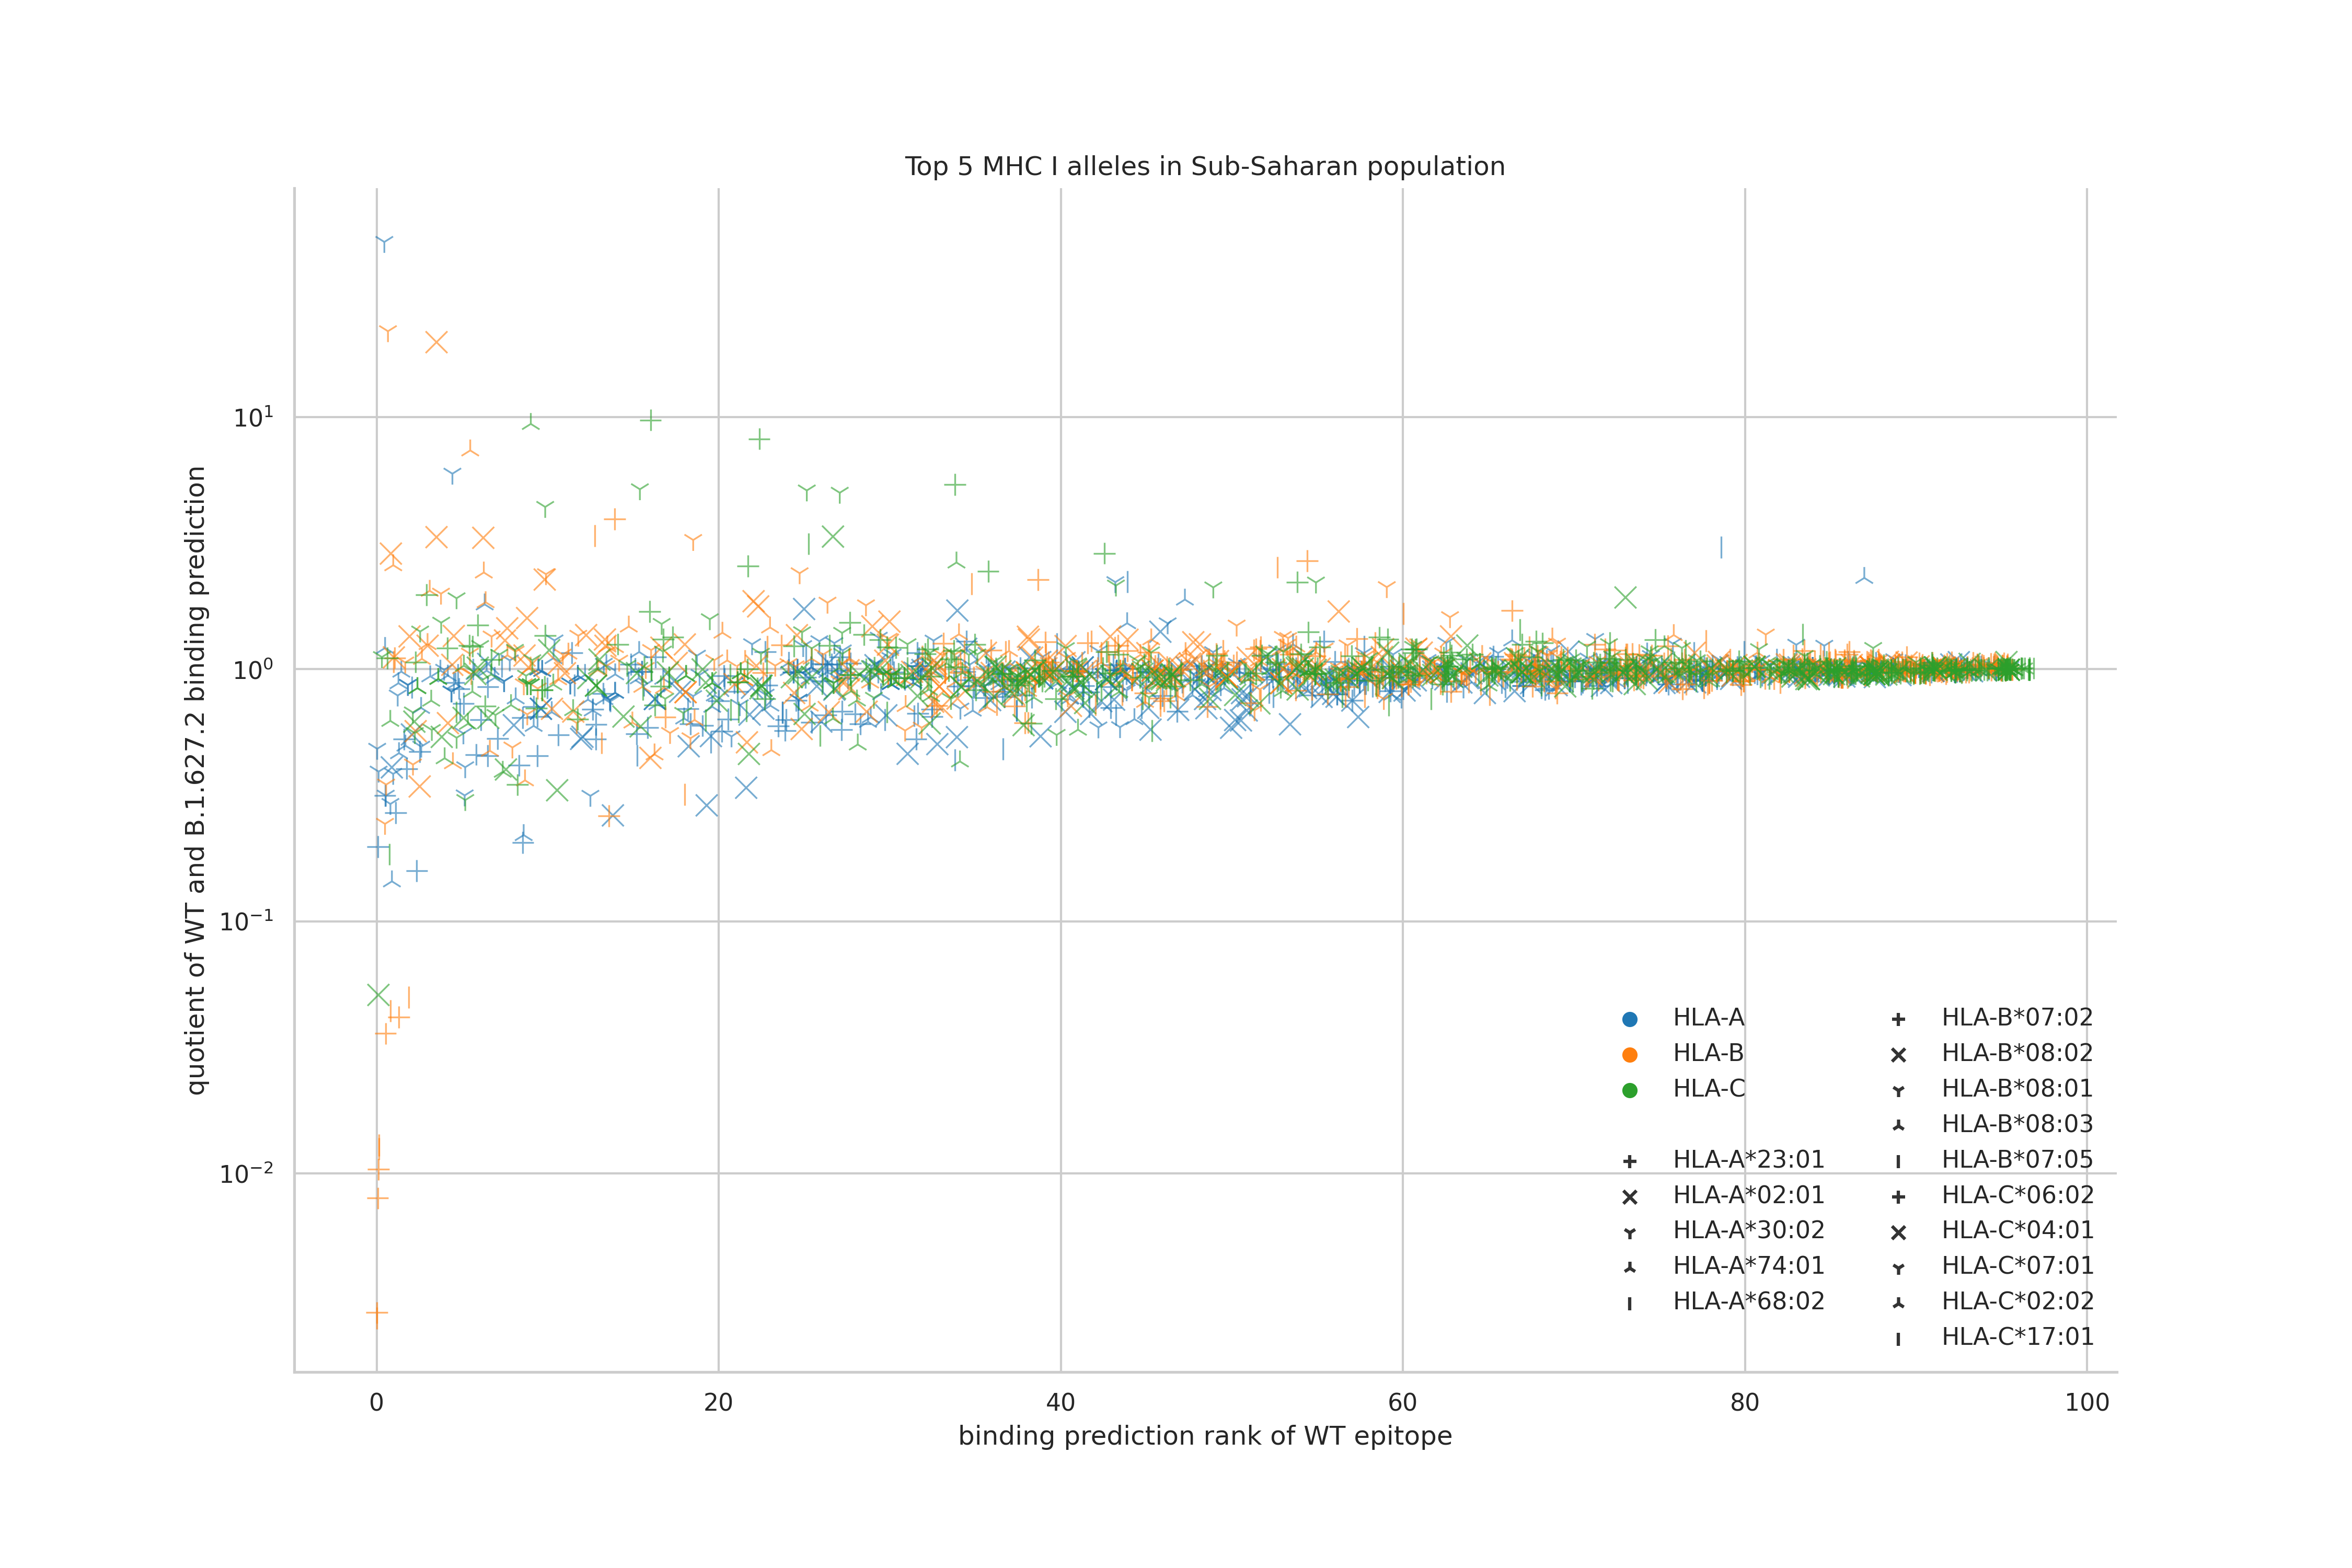 Top 5 MHC I alleles in Sub-Saharan population
quotient of WT and B.1.627.2 binding prediction
10¹
10⁰
10⁻¹
10⁻²
HLA-A
HLA-B
HLA-C
HLA-A*23:01
HLA-A*02:01
HLA-A*30:02
HLA-A*74:01
HLA-A*68:02
HLA-B*07:02
HLA-B*08:02
HLA-B*08:01
HLA-B*08:03
HLA-B*07:05
HLA-C*06:02
HLA-C*04:01
HLA-C*07:01
HLA-C*02:02
HLA-C*17:01
0 20 40 60 80 100
binding prediction rank of WT epitope